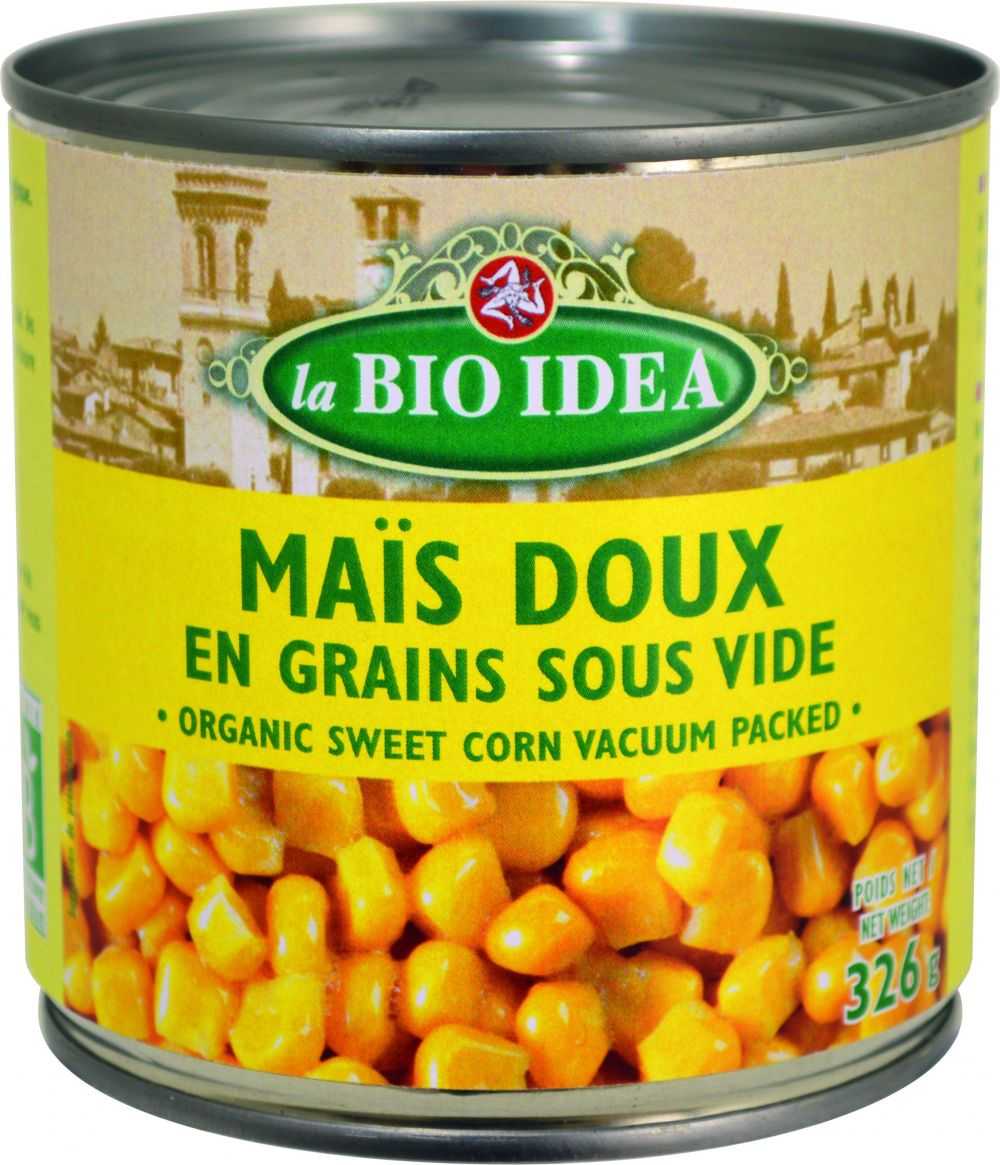 la BIO IDEA
MAÏS DOUX
EN GRAINS SOUS VIDE
• ORGANIC SWEET CORN VACUUM PACKED •
POIDS NET /
NET WEIGHT:
326 g